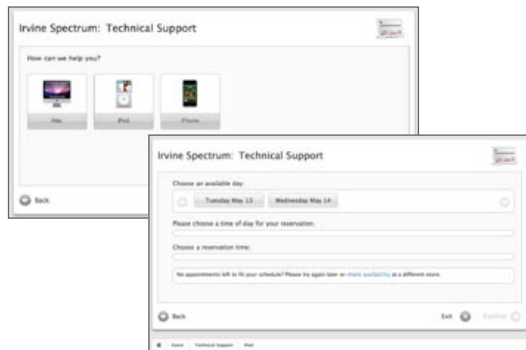 Irvine Spectrum: Technical Support
How can we help you?
Mac
iPod
iPhone
Back
Irvine Spectrum: Technical Support
Choose an available day:
Tuesday May 13
Wednesday May 14
Please choose a time of day for your reservation.
Choose a reservation time:
No appointments left to fit your schedule? Please try again later or check availability at a different store.
Back
Exit
Confirm
Technical Support
iPod